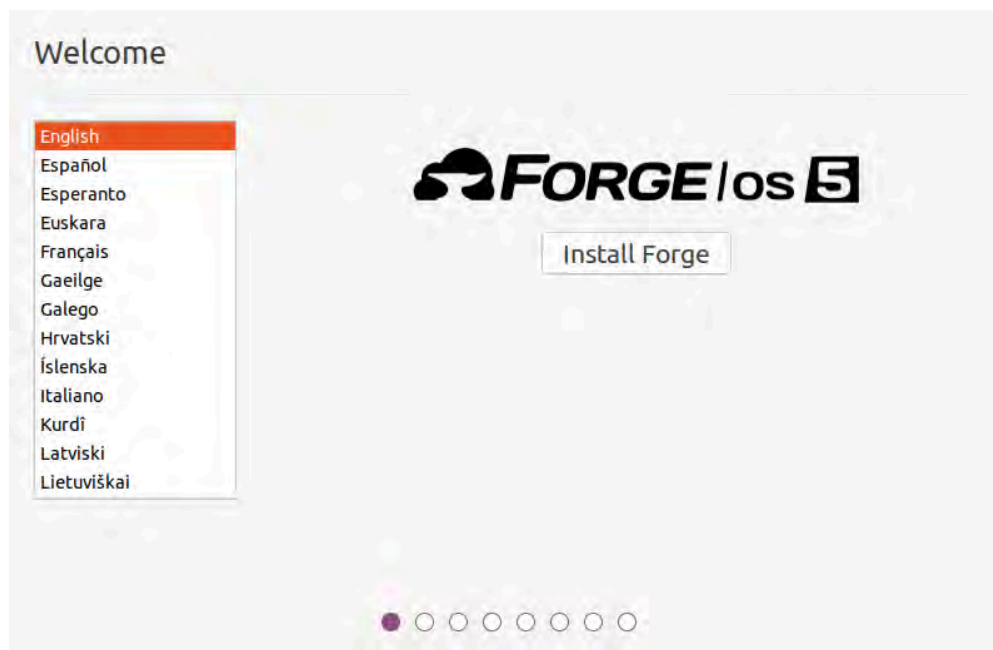 Welcome
English
Español
Esperanto
Euskara
Français
Gaeilge
Galego
Hrvatski
Íslenska
Italiano
Kurdî
Latviski
Lietuviškai
FORGE/os 5
Install Forge